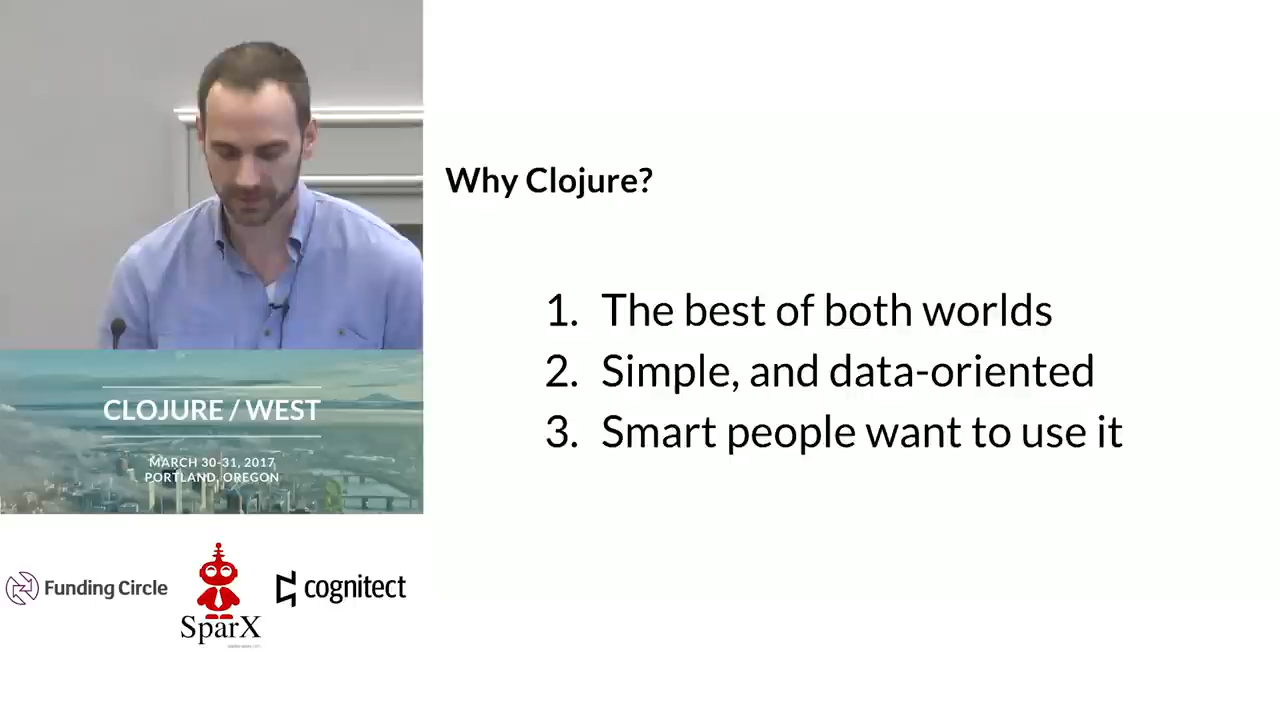 Why Clojure?
1. The best of both worlds
2. Simple, and data-oriented
3. Smart people want to use it
CLOJURE / WEST
MARCH 30-31, 2017
PORTLAND, OREGON
Funding Circle
SparX
cognitect